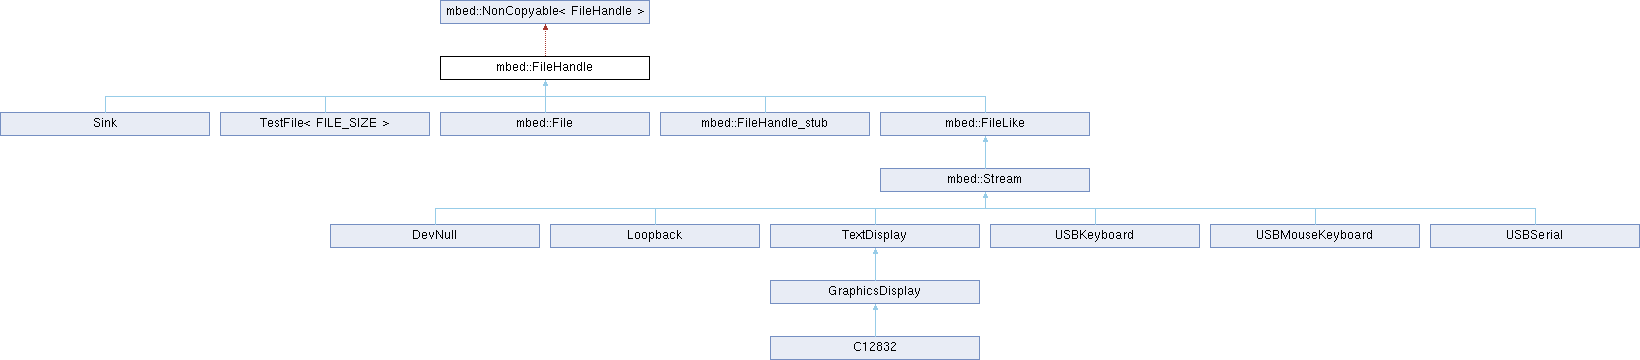 mbed::NonCopyable< FileHandle >
mbed::FileHandle
Sink
TestFile< FILE_SIZE >
mbed::File
mbed::FileHandle_stub
mbed::FileLike
mbed::Stream
DevNull
Loopback
TextDisplay
USBKeyboard
USBMouseKeyboard
USBSerial
GraphicsDisplay
C12832